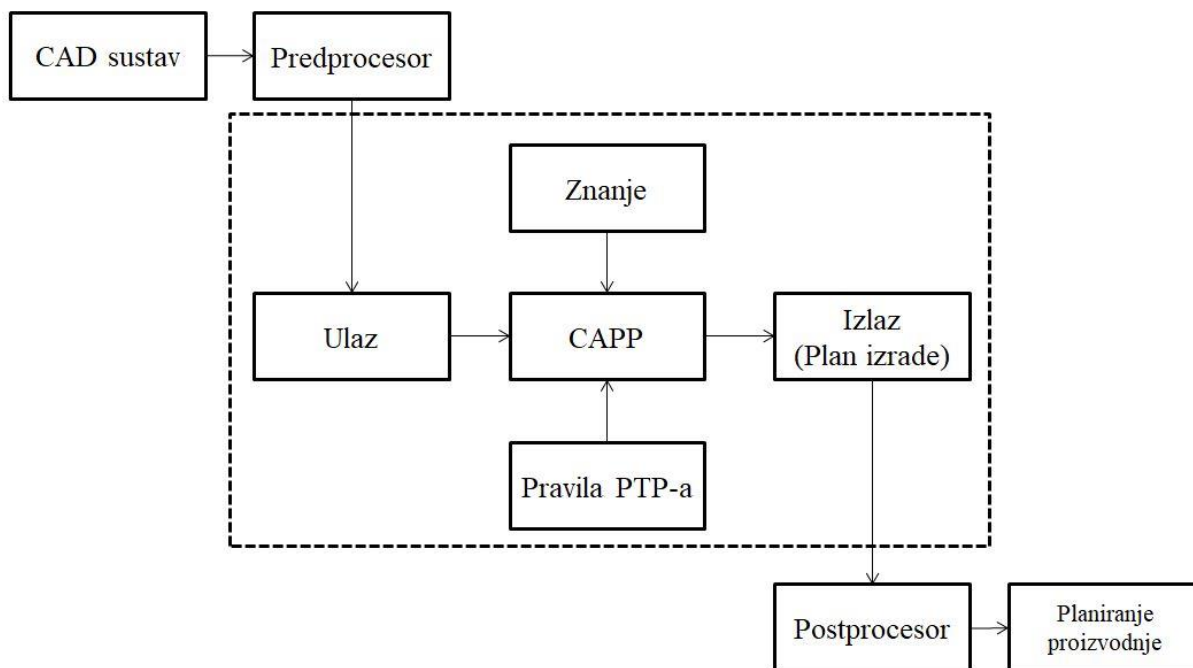 CAD sustav
Predprocesor
Znanje
Ulaz
CAPP
Izlaz
(Plan izrade)
Pravila PTP-a
Postprocesor
Planiranje
proizvodnje